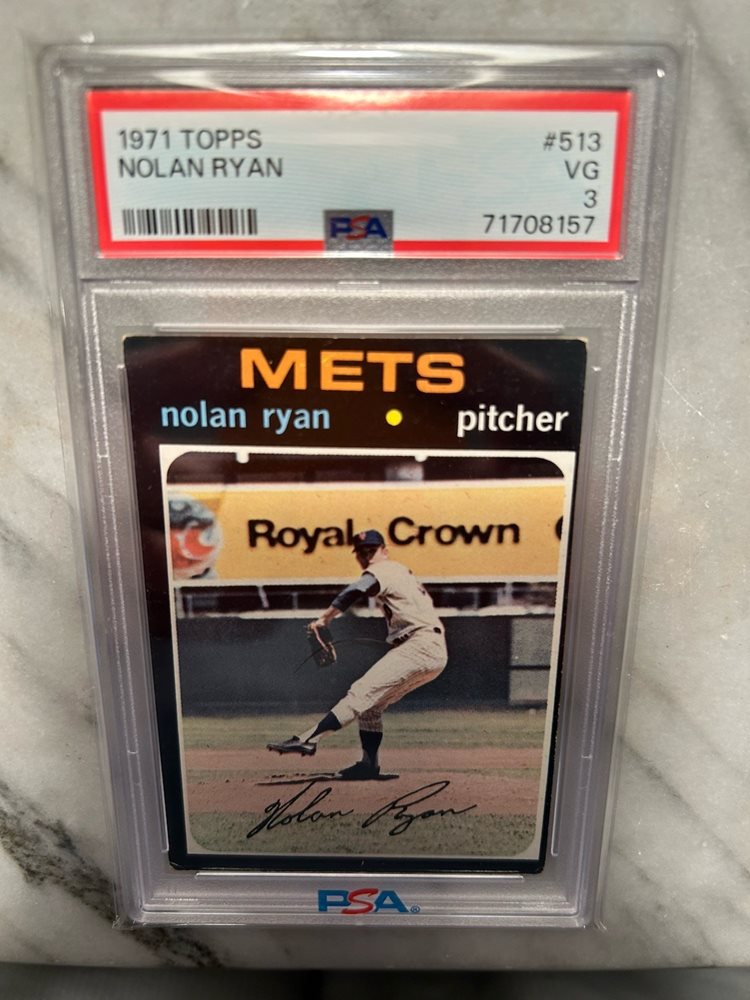 1971 TOPPS #513
NOLAN RYAN VG
3
PSA 71708157
METS
nolan ryan pitcher
Royal Crown
Nolan Ryan
PSA®